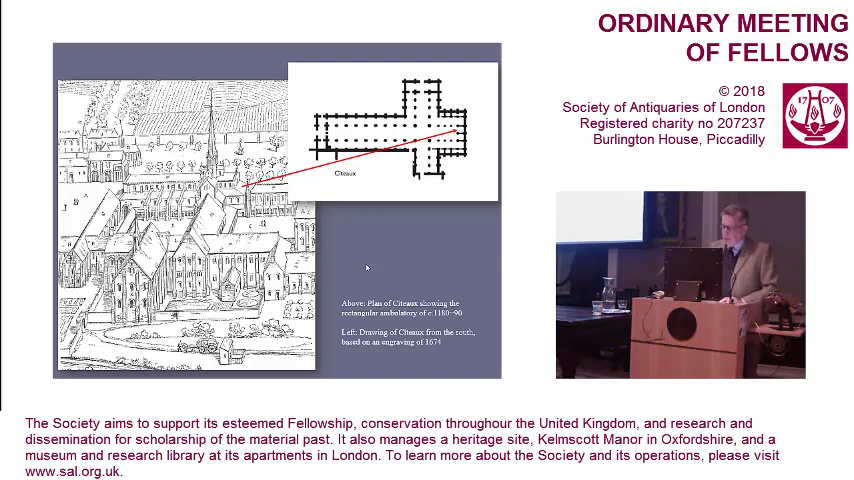 ORDINARY MEETING
OF FELLOWS
© 2018
Society of Antiquaries of London
Registered charity no 207237
Burlington House, Piccadilly
17 07
Cîteaux
Above: Plan of Cîteaux showing the
rectangular ambulatory of c.1180–90
Left: Drawing of Cîteaux from the south,
based on an engraving of 1674
The Society aims to support its esteemed Fellowship, conservation throughour the United Kingdom, and research and
dissemination for scholarship of the material past. It also manages a heritage site, Kelmscott Manor in Oxfordshire, and a
museum and research library at its apartments in London. To learn more about the Society and its operations, please visit
www.sal.org.uk.